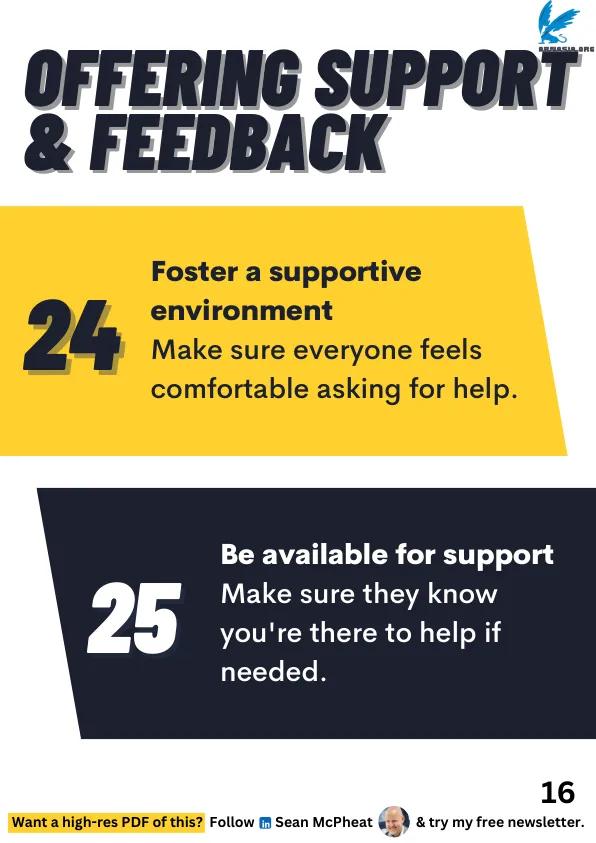 OFFERING SUPPORT
& FEEDBACK
24
Foster a supportive
environment
Make sure everyone feels
comfortable asking for help.
25
Be available for support
Make sure they know
you're there to help if
needed.
16
Want a high-res PDF of this? Follow in Sean McPheat & try my free newsletter.